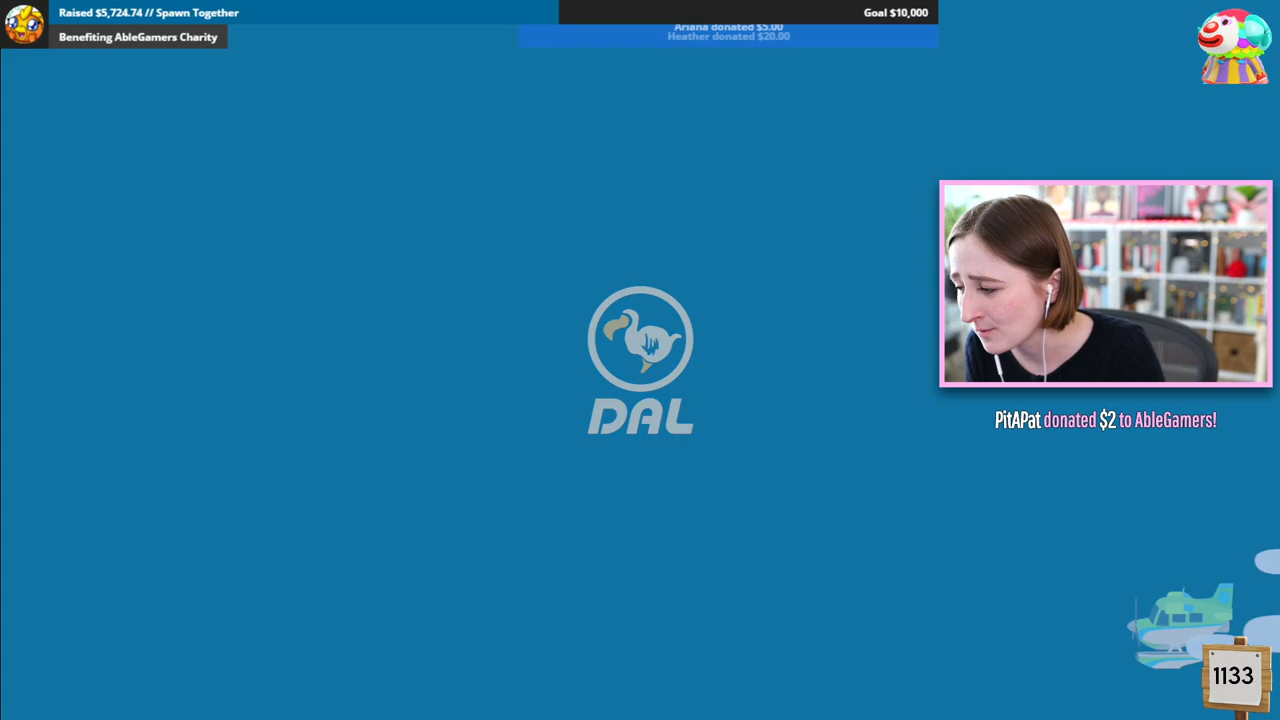 Raised $5,724.74 // Spawn Together
Goal $10,000
Benefiting AbleGamers Charity
Ariana donated $5.00
Heather donated $20.00
DAL
PitAPat donated $2 to AbleGamers!
1133